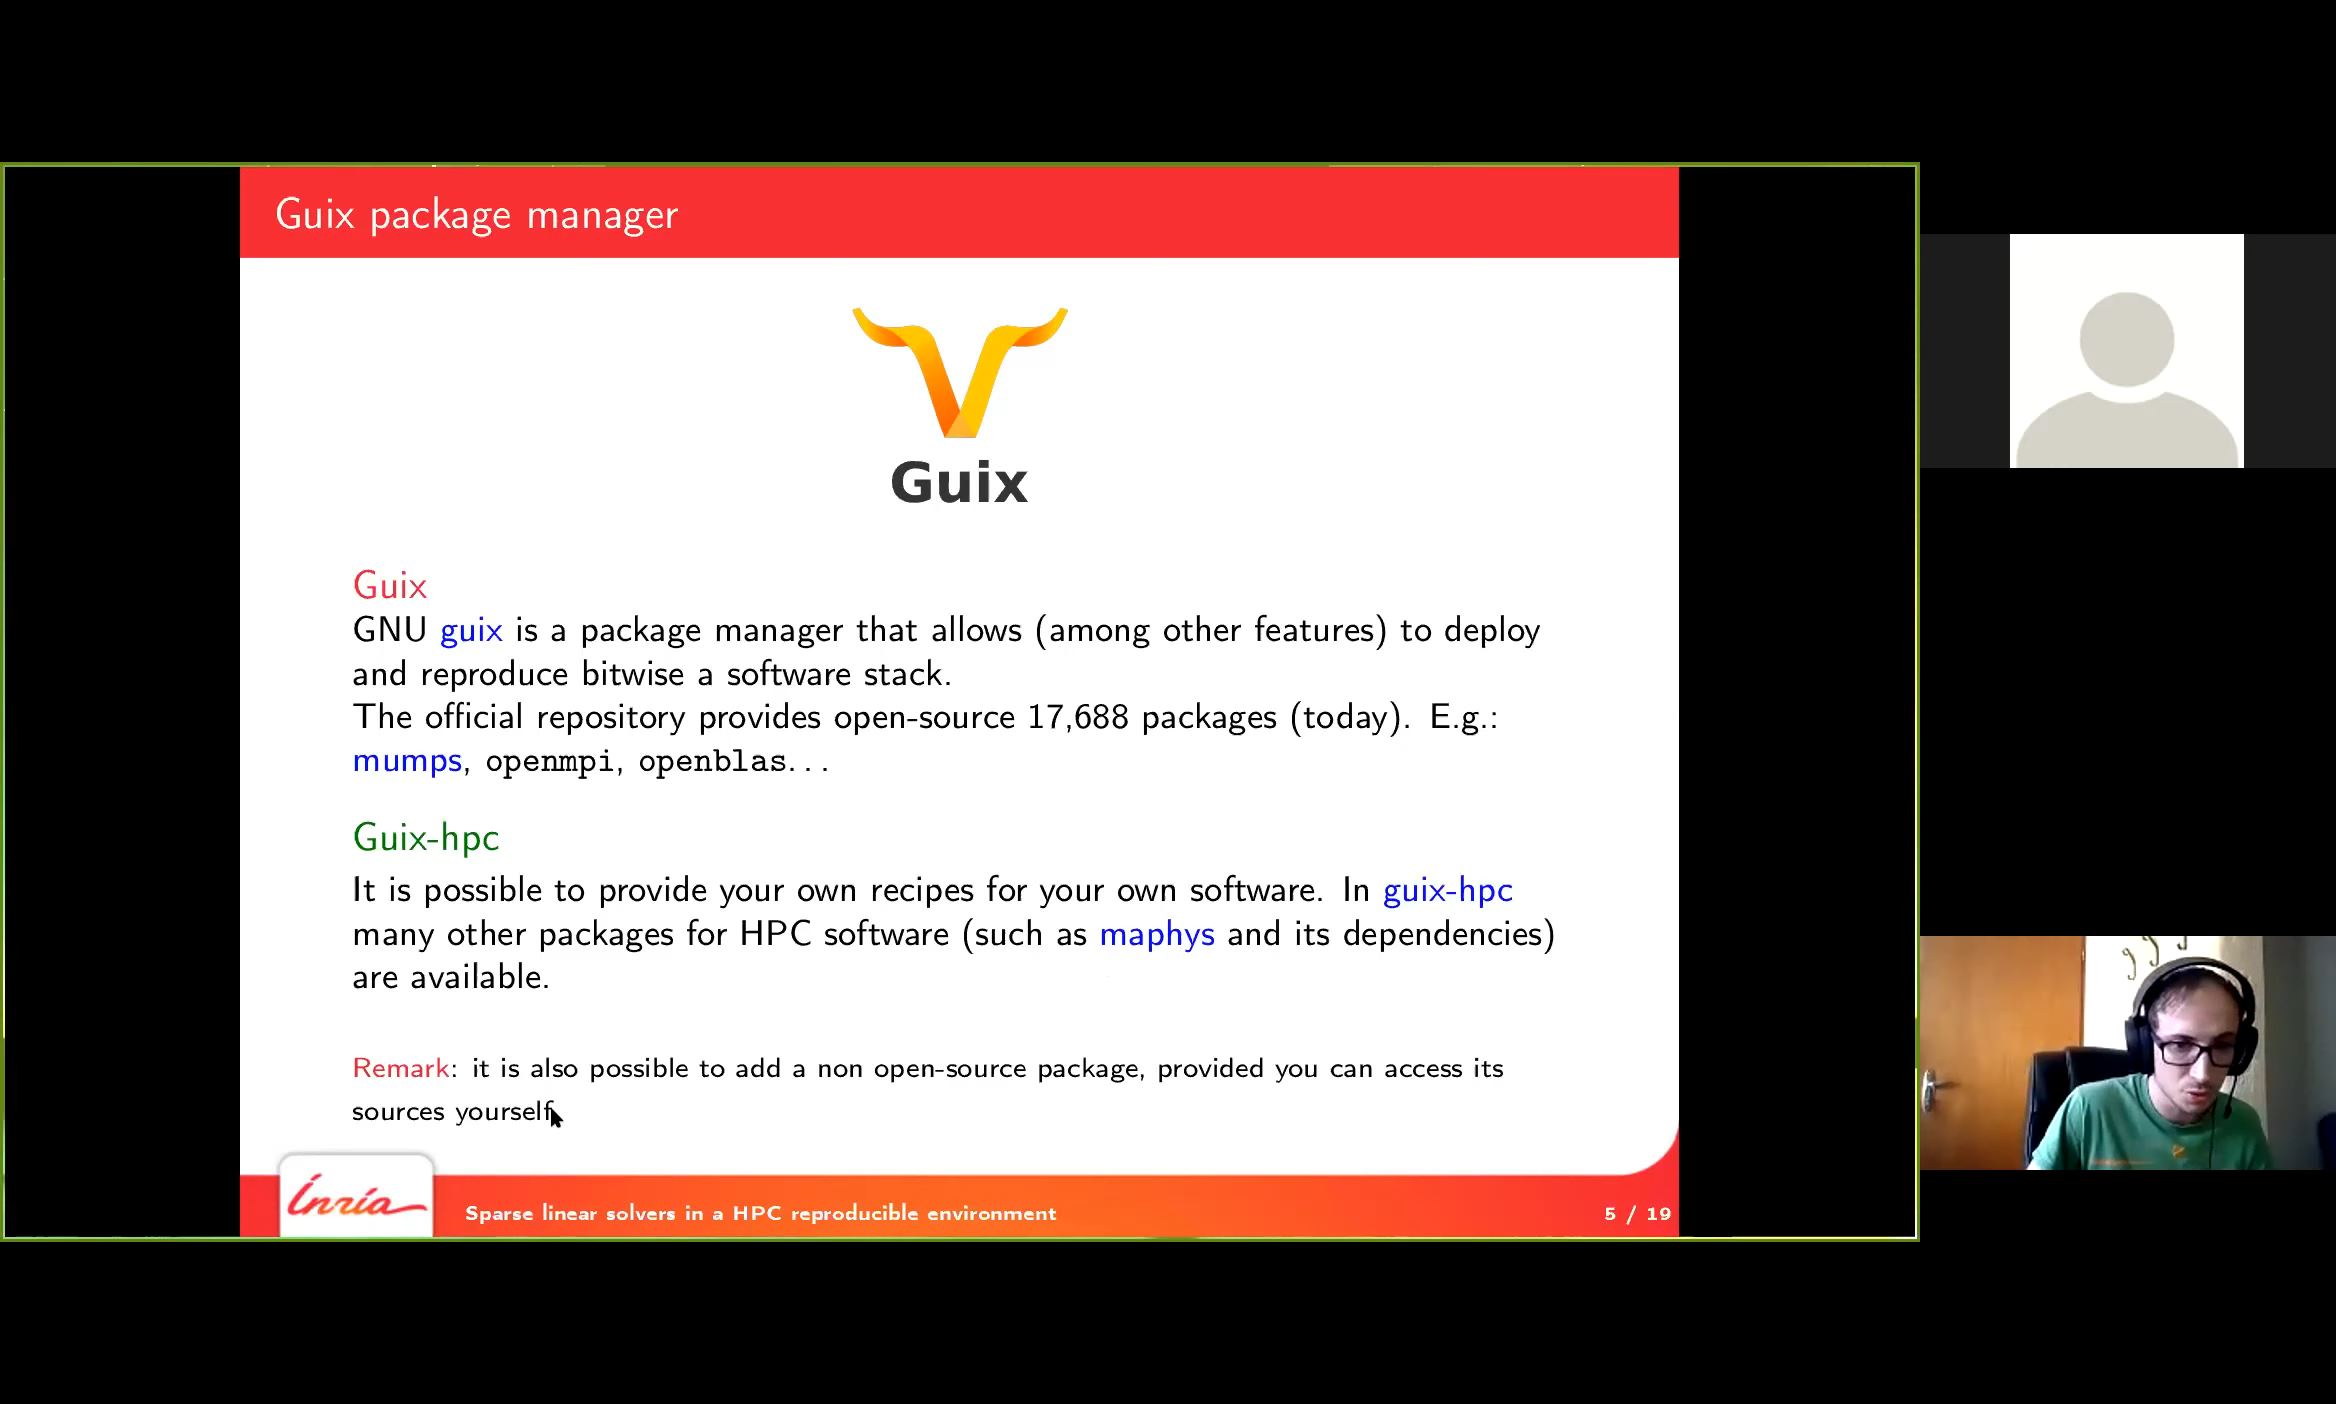 Guix package manager
Guix
Guix
GNU guix is a package manager that allows (among other features) to deploy
and reproduce bitwise a software stack.
The official repository provides open-source 17,688 packages (today). E.g.:
mumps, openmpi, openblas...
Guix-hpc
It is possible to provide your own recipes for your own software. In guix-hpc
many other packages for HPC software (such as maphys and its dependencies)
are available.
Remark: it is also possible to add a non open-source package, provided you can access its
sources yourself.
Inria
Sparse linear solvers in a HPC reproducible environment
5 / 19